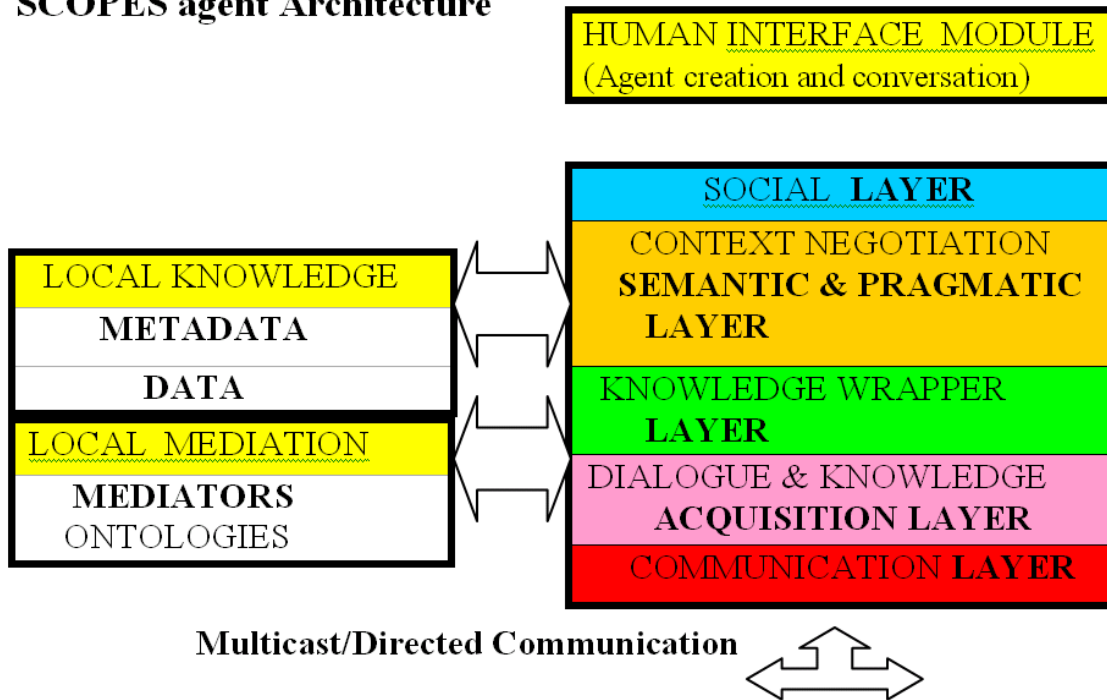 SCOPES agent Architecture
HUMAN INTERFACE MODULE
(Agent creation and conversation)
SOCIAL LAYER
CONTEXT NEGOTIATION
SEMANTIC & PRAGMATIC
LAYER
LOCAL KNOWLEDGE
METADATA
DATA
KNOWLEDGE WRAPPER
LAYER
LOCAL MEDIATION
MEDIATORS
ONTOLOGIES
DIALOGUE & KNOWLEDGE
ACQUISITION LAYER
COMMUNICATION LAYER
Multicast/Directed Communication